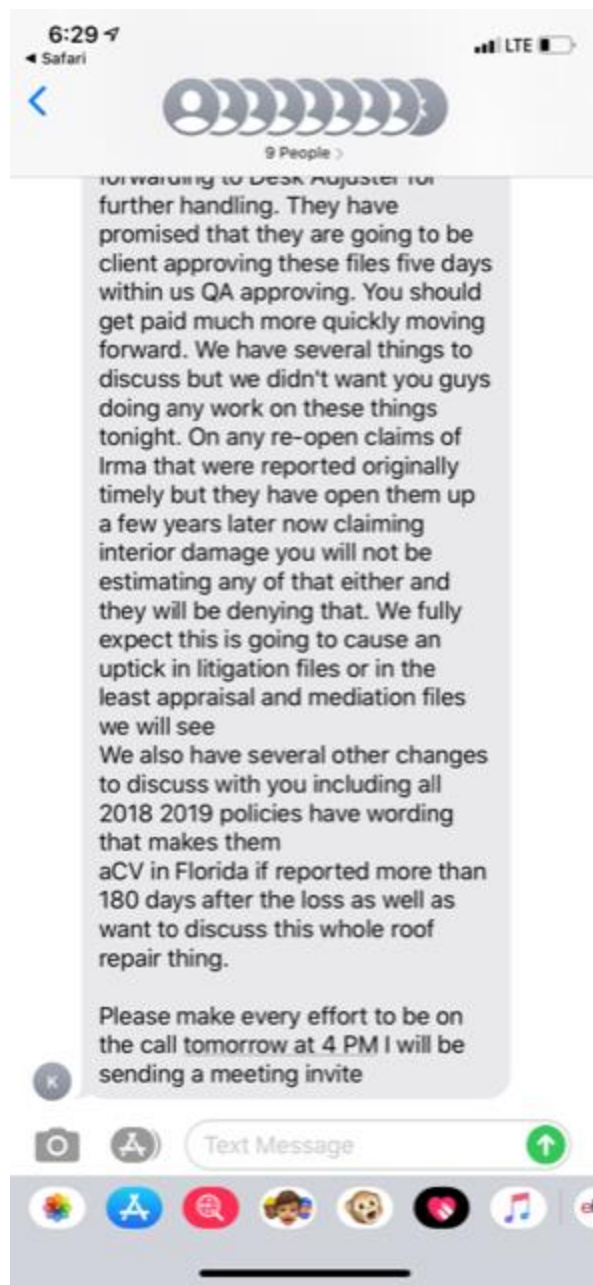 6:29
◀ Safari
LTE
9 People >
forwarding to Desk Adjuster for
further handling. They have
promised that they are going to be
client approving these files five days
within us QA approving. You should
get paid much more quickly moving
forward. We have several things to
discuss but we didn't want you guys
doing any work on these things
tonight. On any re-open claims of
Irma that were reported originally
timely but they have open them up
a few years later now claiming
interior damage you will not be
estimating any of that either and
they will be denying that. We fully
expect this is going to cause an
uptick in litigation files or in the
least appraisal and mediation files
we will see
We also have several other changes
to discuss with you including all
2018 2019 policies have wording
that makes them
aCV in Florida if reported more than
180 days after the loss as well as
want to discuss this whole roof
repair thing.
Please make every effort to be on
the call tomorrow at 4 PM I will be
sending a meeting invite
K
Text Message